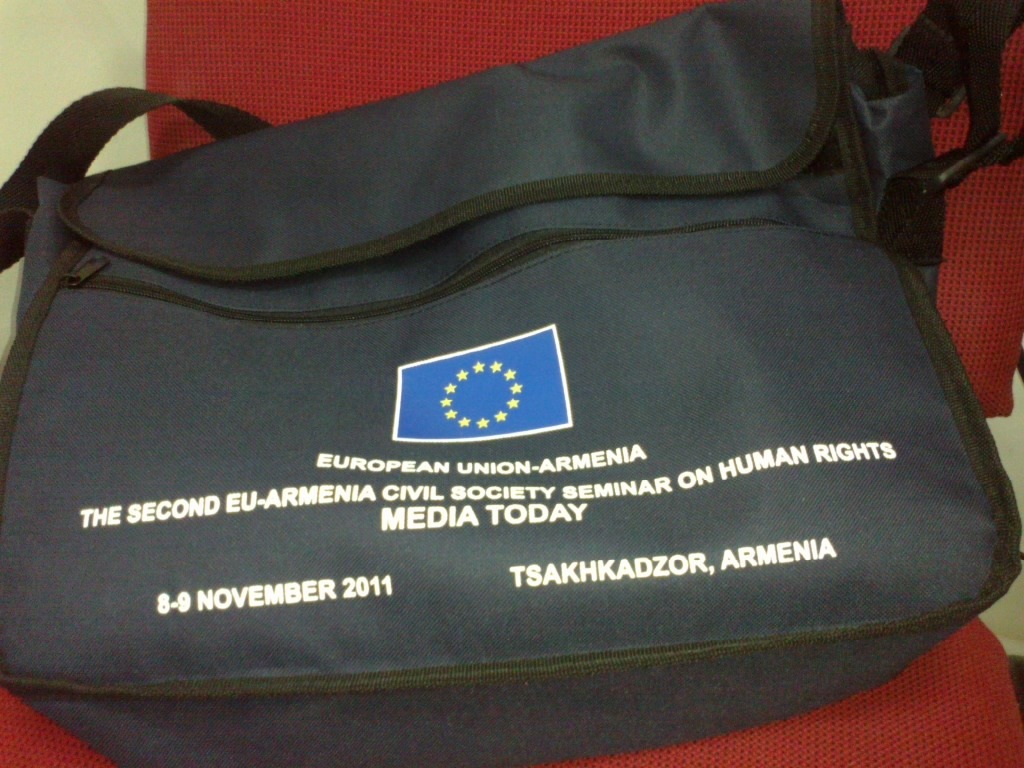 EUROPEAN UNION-ARMENIA
THE SECOND EU-ARMENIA CIVIL SOCIETY SEMINAR ON HUMAN RIGHTS
MEDIA TODAY
8-9 NOVEMBER 2011
TSAKHKADZOR, ARMENIA